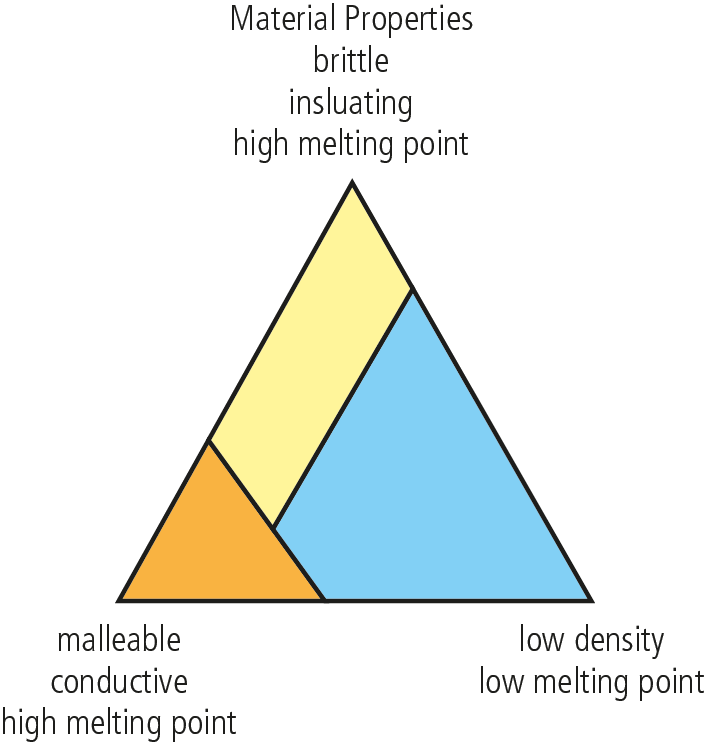 Material Properties
brittle
insluating
high melting point
malleable
conductive
high melting point
low density
low melting point